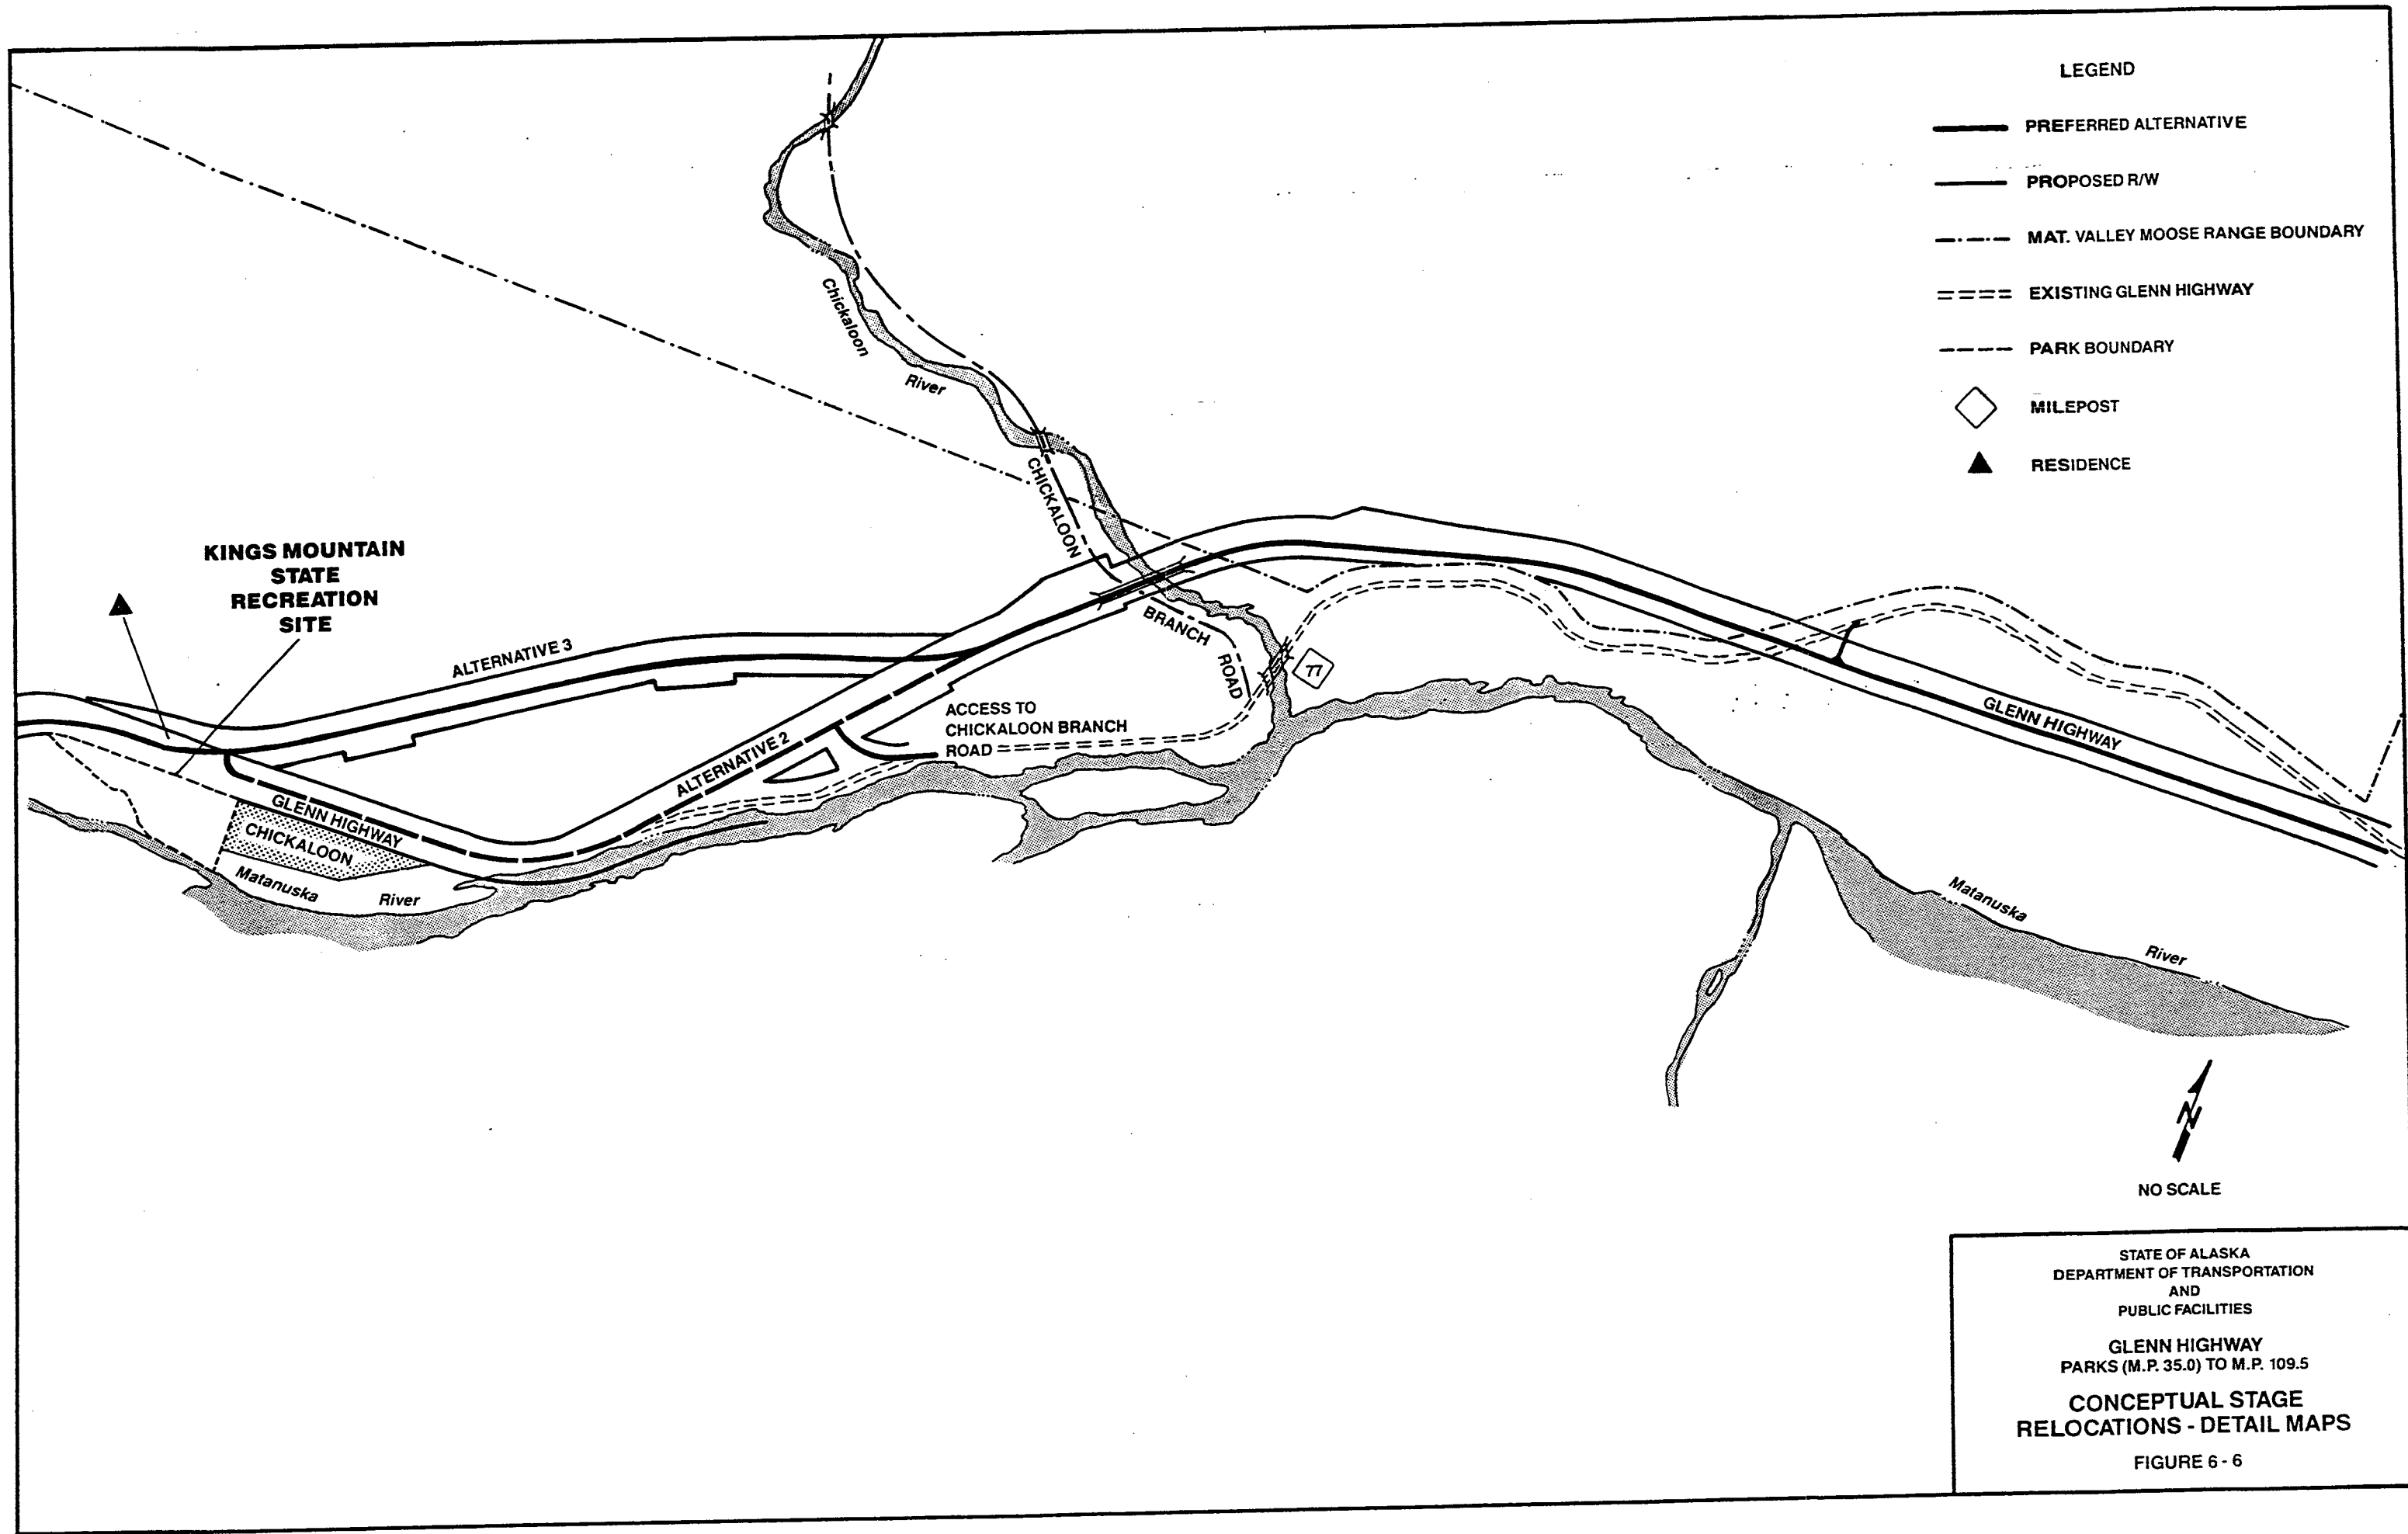 LEGEND
PREFERRED ALTERNATIVE
PROPOSED R/W
MAT. VALLEY MOOSE RANGE BOUNDARY
EXISTING GLENN HIGHWAY
PARK BOUNDARY
MILEPOST
RESIDENCE
Chickaloon
River
CHICKALOON
BRANCH
ROAD
77
KINGS MOUNTAIN
STATE
RECREATION
SITE
ALTERNATIVE 3
ALTERNATIVE 2
ACCESS TO
CHICKALOON BRANCH
ROAD
GLENN HIGHWAY
GLENN HIGHWAY
CHICKALOON
Matanuska
River
Matanuska
River
N
NO SCALE
STATE OF ALASKA
DEPARTMENT OF TRANSPORTATION
AND
PUBLIC FACILITIES
GLENN HIGHWAY
PARKS (M.P. 35.0) TO M.P. 109.5
CONCEPTUAL STAGE
RELOCATIONS - DETAIL MAPS
FIGURE 6 - 6